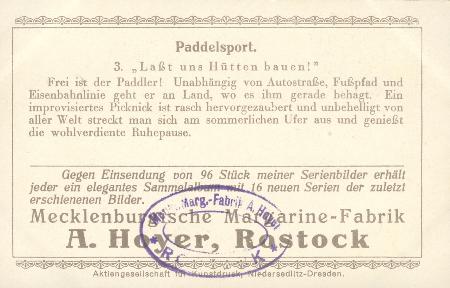 Paddelsport.
3. „Laßt uns Hütten bauen!"
Frei ist der Paddler! Unabhängig von Autostraße, Fußpfad und
Eisenbahnlinie geht er an Land, wo es ihm gerade behagt. Ein
improvisiertes Picknick ist rasch hervorgezaubert und unbehelligt von
aller Welt streckt man sich am sommerlichen Ufer aus und genießt
die wohlverdiente Ruhepause.
Gegen Einsendung von 96 Stück meiner Serienbilder erhält
jeder ein elegantes Sammelalbum mit 16 neuen Serien der zuletzt
erschienenen Bilder.
Mecklenburgische Margarine-Fabrik
A. Hoyer, Rostock
Aktiengesellschaft für Kunstdruck, Niedersedlitz-Dresden.
Marg.-Fabrik A. Hoyer